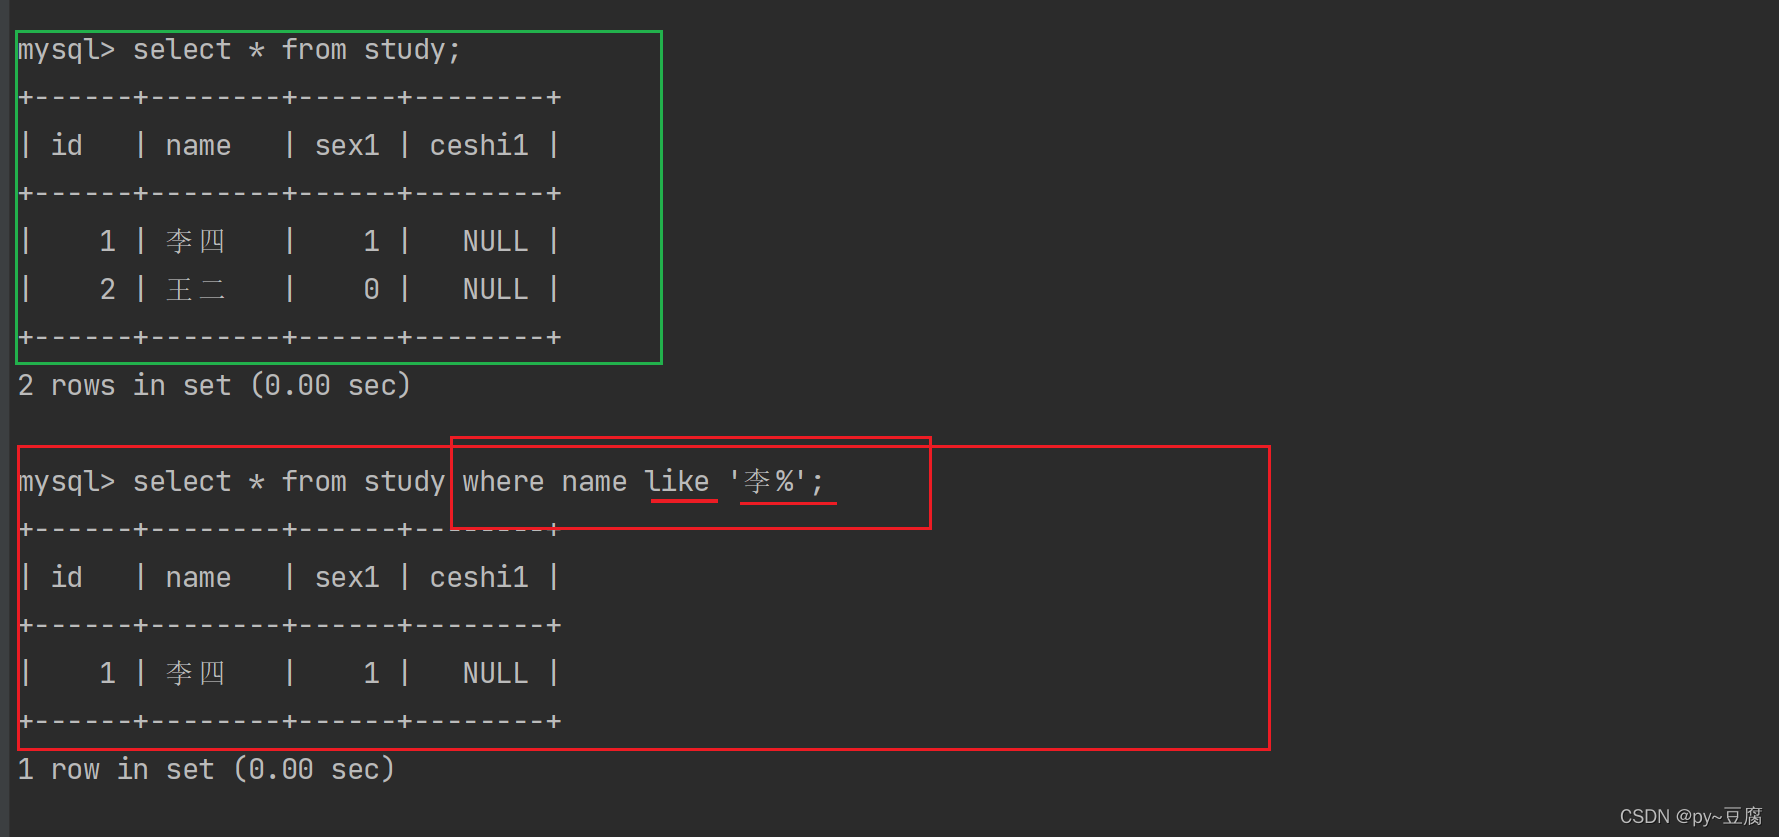 mysql> select * from study;
+------+--------+------+--------+
| id   | name   | sex1 | ceshi1 |
+------+--------+------+--------+
|    1 | 李四   |    1 |   NULL |
|    2 | 王二   |    0 |   NULL |
+------+--------+------+--------+
2 rows in set (0.00 sec)
mysql> select * from study where name like '李%';
+------+--------+------+--------+
| id   | name   | sex1 | ceshi1 |
+------+--------+------+--------+
|    1 | 李四   |    1 |   NULL |
+------+--------+------+--------+
1 row in set (0.00 sec)
CSDN @py~豆腐